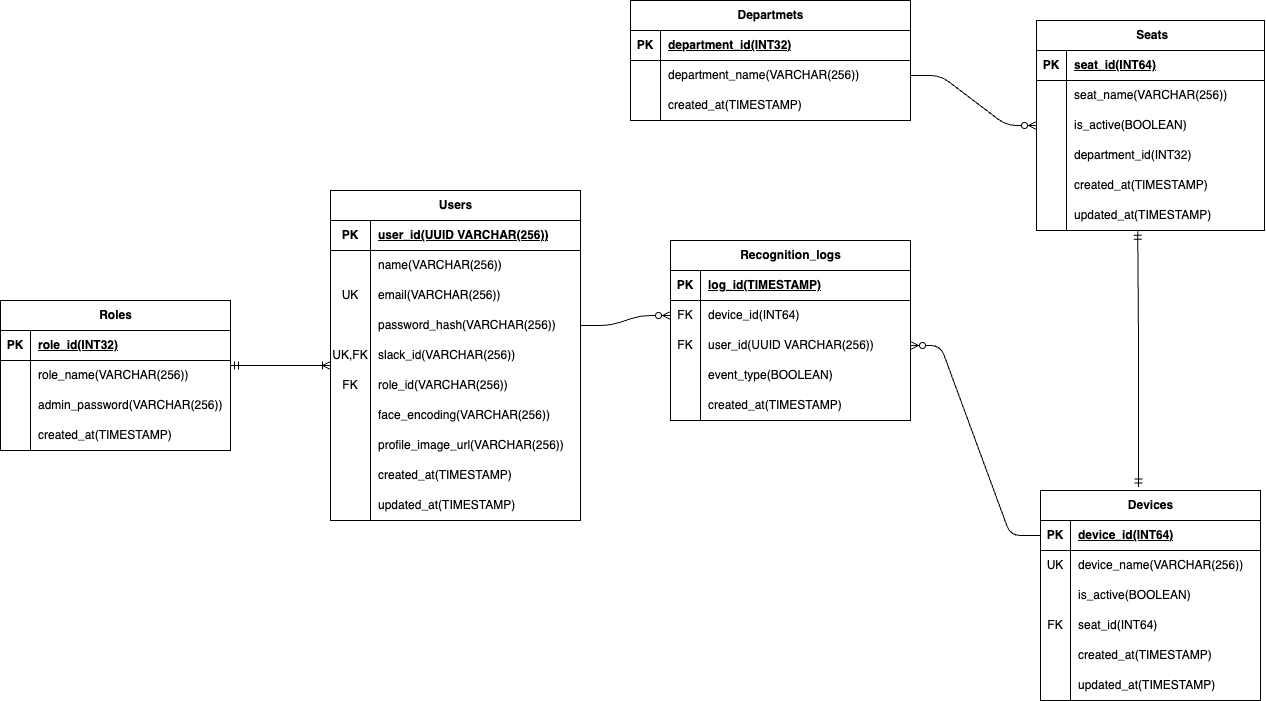 Departmets
PK department_id(INT32)
department_name(VARCHAR(256))
created_at(TIMESTAMP)
Seats
PK seat_id(INT64)
seat_name(VARCHAR(256))
is_active(BOOLEAN)
department_id(INT32)
created_at(TIMESTAMP)
updated_at(TIMESTAMP)
Users
PK user_id(UUID VARCHAR(256))
name(VARCHAR(256))
UK email(VARCHAR(256))
password_hash(VARCHAR(256))
UK,FK slack_id(VARCHAR(256))
FK role_id(VARCHAR(256))
face_encoding(VARCHAR(256))
profile_image_url(VARCHAR(256))
created_at(TIMESTAMP)
updated_at(TIMESTAMP)
Recognition_logs
PK log_id(TIMESTAMP)
FK device_id(INT64)
FK user_id(UUID VARCHAR(256))
event_type(BOOLEAN)
created_at(TIMESTAMP)
Roles
PK role_id(INT32)
role_name(VARCHAR(256))
admin_password(VARCHAR(256))
created_at(TIMESTAMP)
Devices
PK device_id(INT64)
UK device_name(VARCHAR(256))
is_active(BOOLEAN)
FK seat_id(INT64)
created_at(TIMESTAMP)
updated_at(TIMESTAMP)